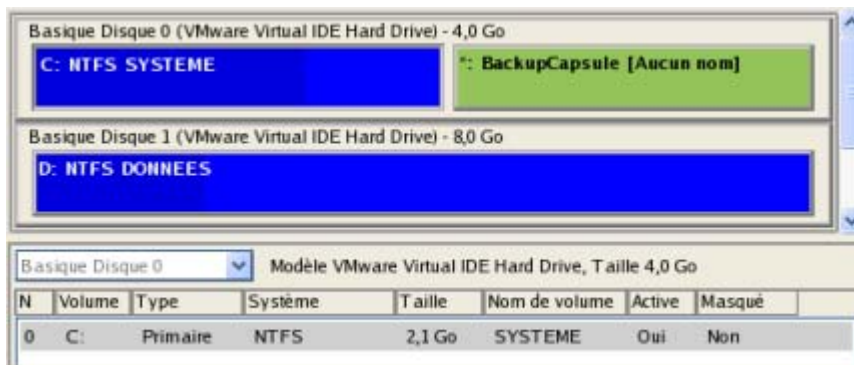 Basique Disque 0 (VMware Virtual IDE Hard Drive) - 4,0 Go
C: NTFS SYSTEME
*: BackupCapsule [Aucun nom]
Basique Disque 1 (VMware Virtual IDE Hard Drive) - 8,0 Go
D: NTFS DONNEES
Basique Disque 0 Modèle VMware Virtual IDE Hard Drive, Taille 4,0 Go
N Volume Type Système Taille Nom de volume Active Masqué
0 C: Primaire NTFS 2,1 Go SYSTEME Oui Non